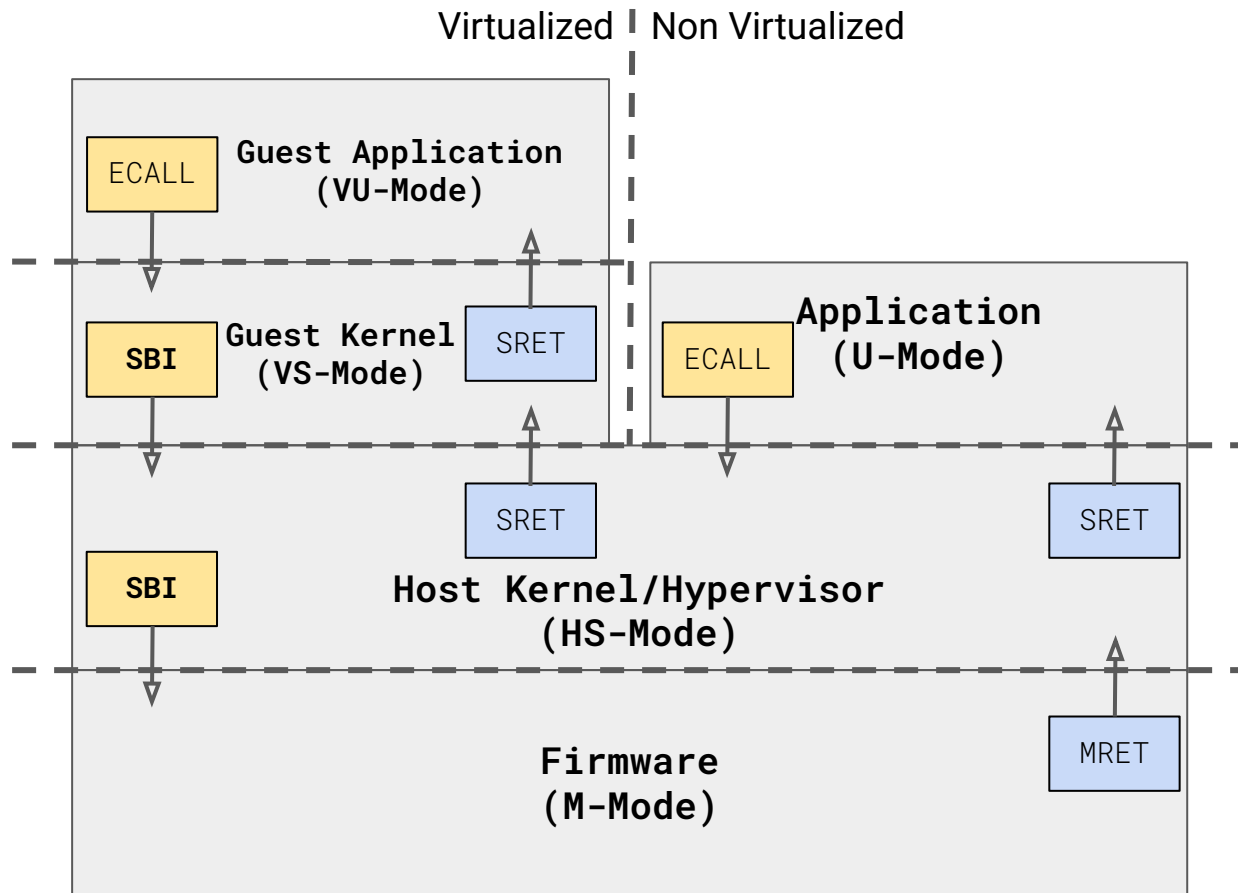 Virtualized
Non Virtualized
ECALL
Guest Application
(VU-Mode)
SBI
Guest Kernel
(VS-Mode)
SRET
ECALL
Application
(U-Mode)
SRET
SRET
SBI
Host Kernel/Hypervisor
(HS-Mode)
Firmware
(M-Mode)
MRET